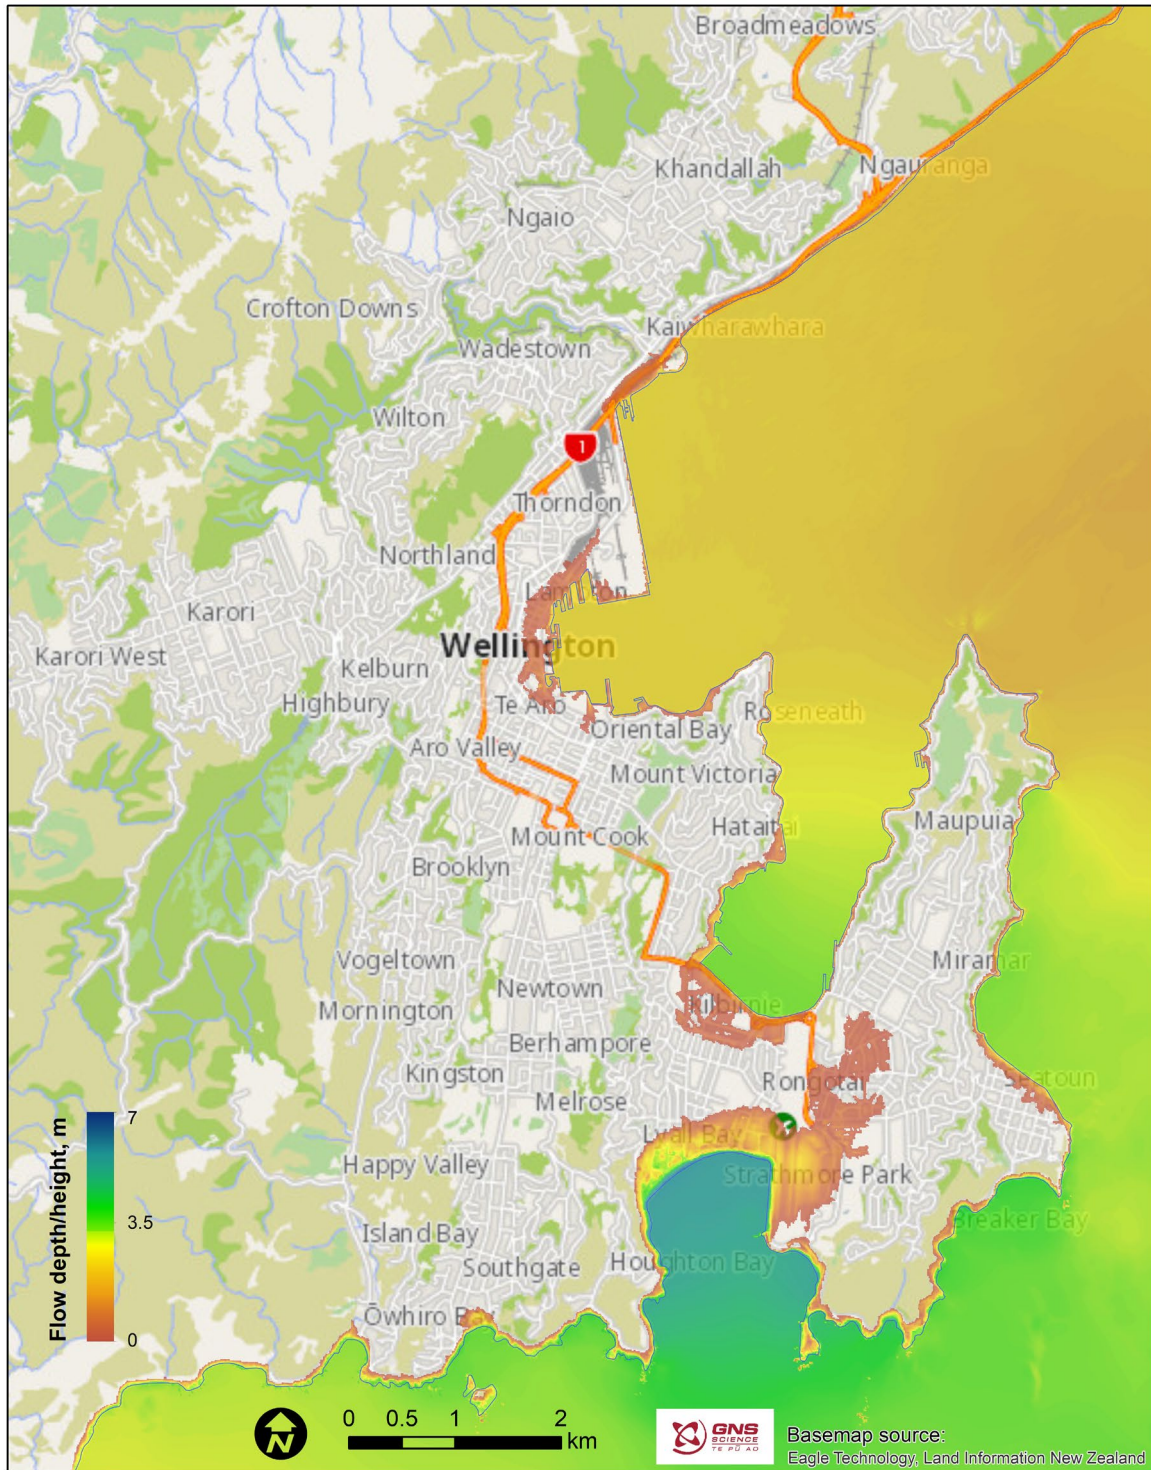 Broadmeadows
Khandallah
Ngauranga
Ngaio
Crofton Downs
Kaiwharawhara
Wadestown
Wilton
1
Thorndon
Northland
Lambton
Karori
Wellington
Karori West
Kelburn
Highbury
Te Aro
Roseneath
Oriental Bay
Aro Valley
Mount Victoria
Hataitai
Maupuia
Mount Cook
Brooklyn
Vogeltown
Miramar
Newtown
Kilbirnie
Mornington
Berhampore
Kingston
Rongotai
Seatoun
Melrose
Lyall Bay
Happy Valley
Strathmore Park
Island Bay
Breaker Bay
Southgate
Houghton Bay
Ōwhiro Bay
Flow depth/height, m
7
3.5
0
N
0 0.5 1 2
km
GNS
SCIENCE
TE PŪ AO
Basemap source:
Eagle Technology, Land Information New Zealand